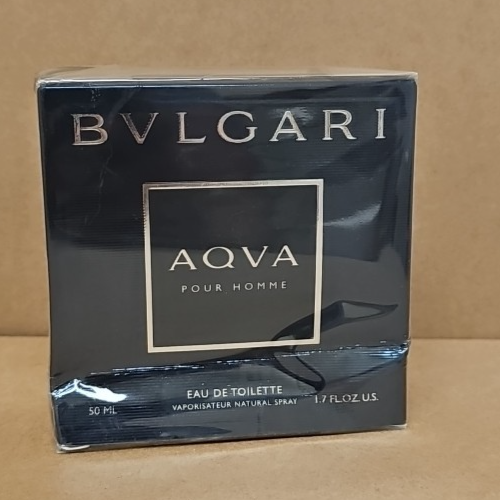 BVLGARI
AQVA
POUR HOMME
EAU DE TOILETTE
50 ML VAPORISATEUR NATURAL SPRAY 1.7 FL.OZ. U.S.